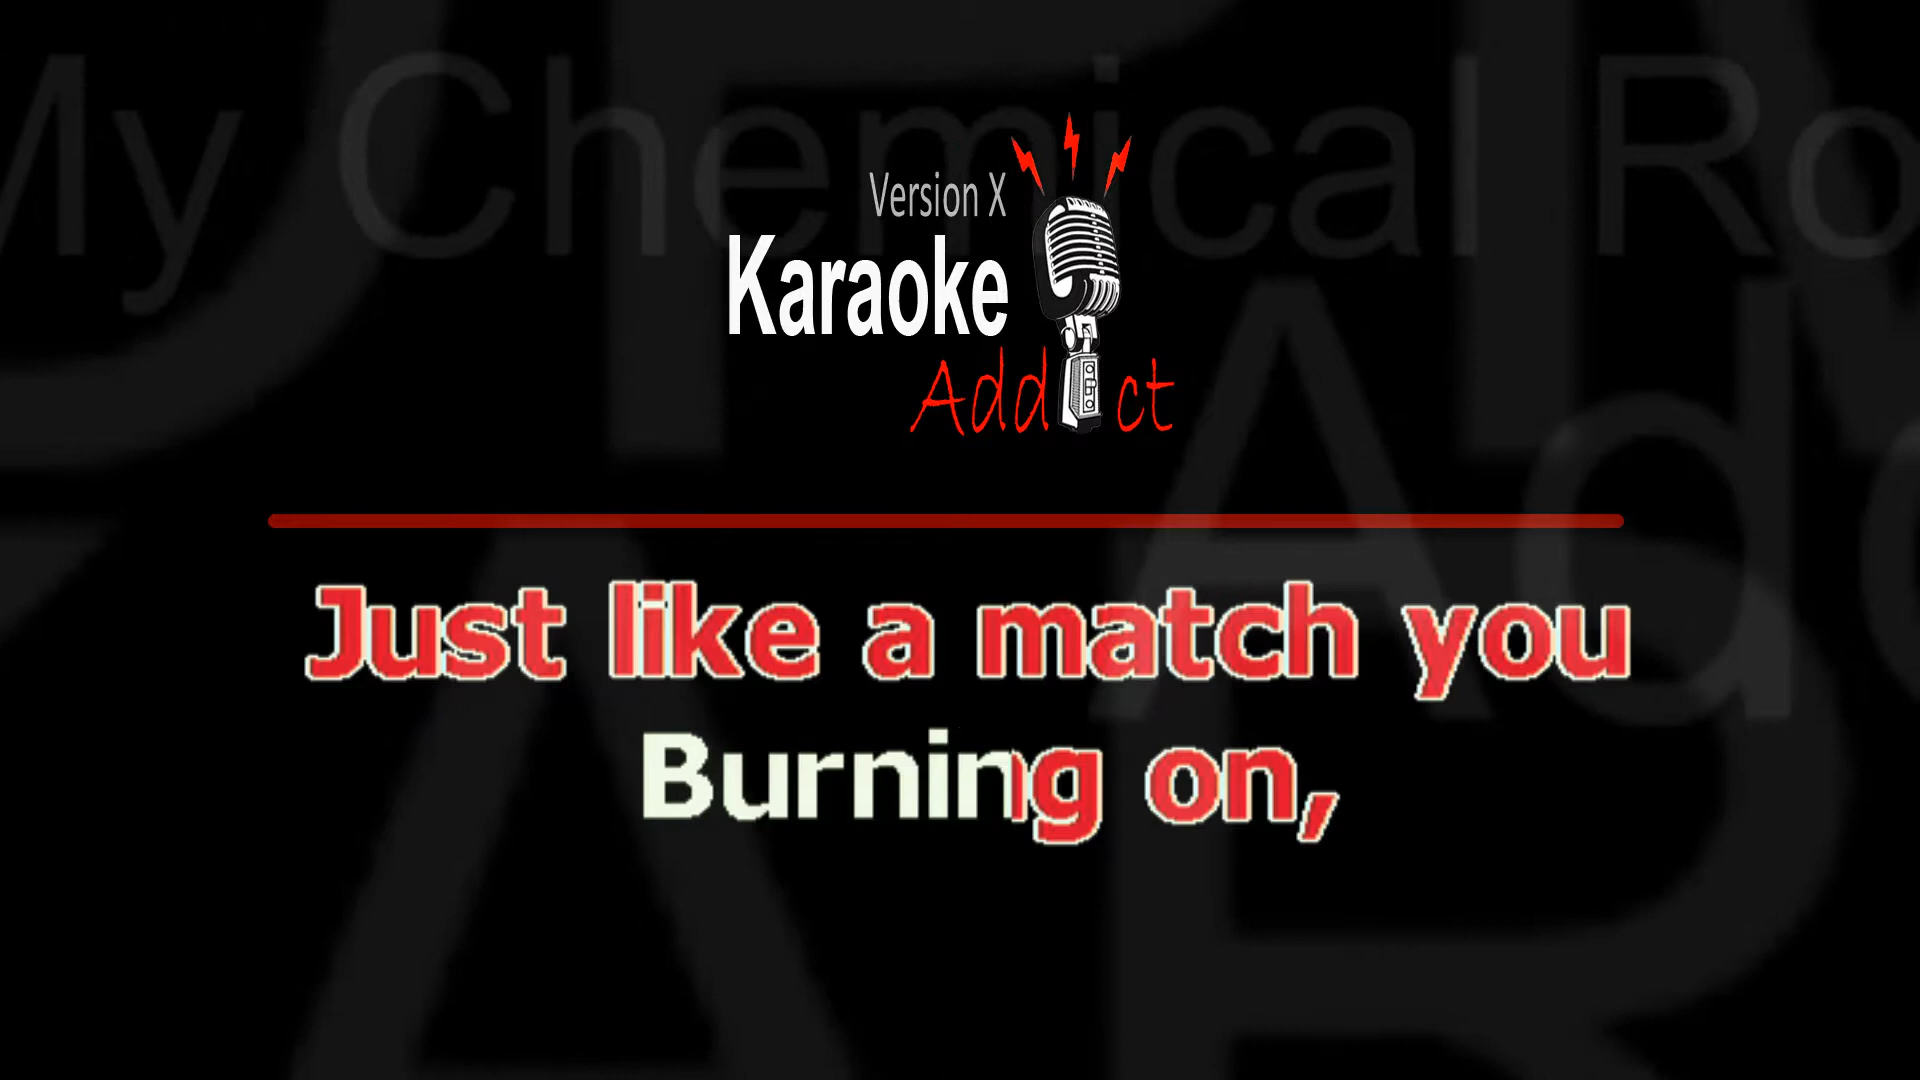 My Chemical Ro
Version X
Karaoke
Addict
Just like a match you
Burning on,